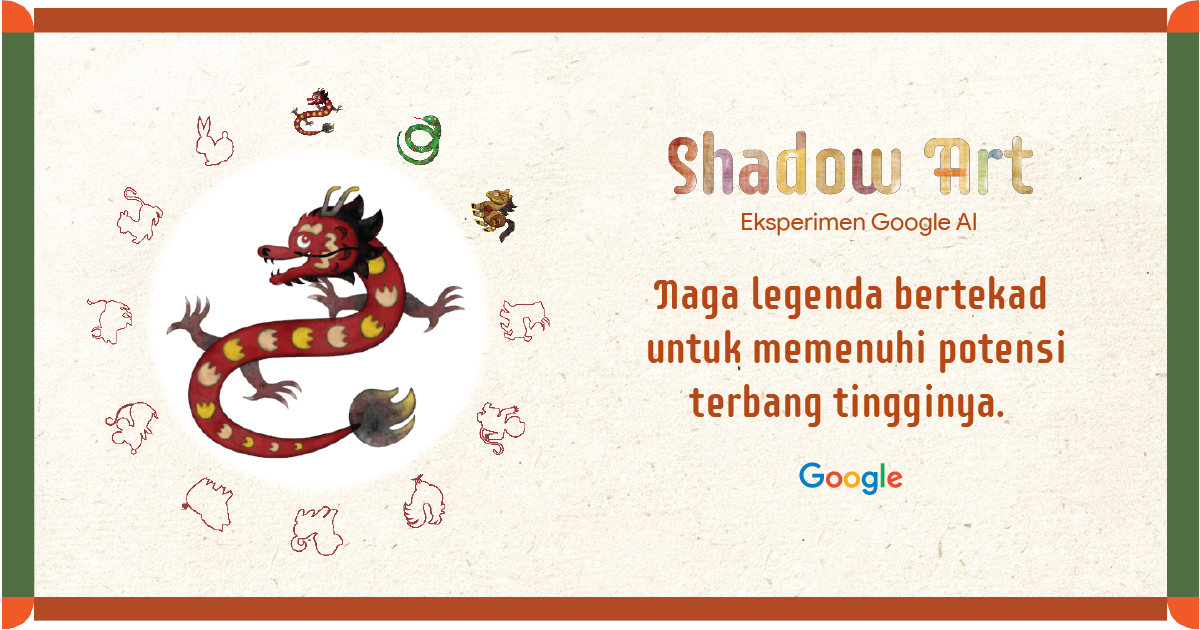 Shadow Art
Eksperimen Google AI
Naga legenda bertekad
untuk memenuhi potensi
terbang tingginya.
Google